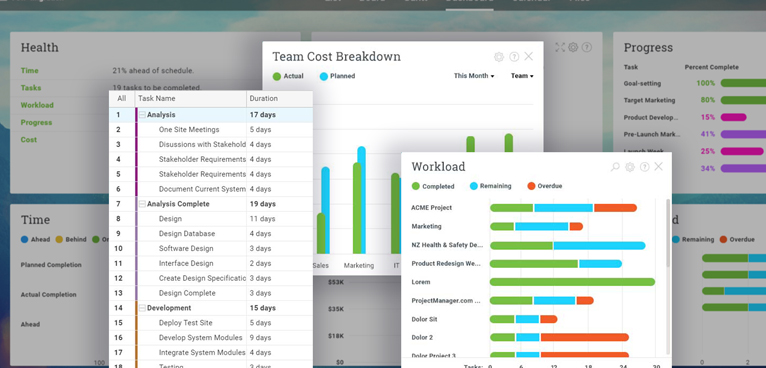 Health
Time 21% ahead of schedule.
Tasks 19 tasks to be completed.
Workload
Progress
Cost
Team Cost Breakdown
Actual Planned This Month Team
Sales Marketing IT
$53K
$35K
$18K
$0
Progress
Task Percent Complete
Goal-setting 100%
Target Marketing 80%
Product Develop... 15%
Pre-Launch Mark... 41%
Launch Week
34%
All Task Name Duration
1 Analysis 17 days
2 One Site Meetings 5 days
3 Disussions with Stakehold 4 days
4 Stakeholder Requirements 4 days
5 Stakeholder Requirements 4 days
6 Document Current System 5 days
7 Analysis Complete 19 days
8 Design 11 days
9 Design Database 4 days
10 Software Design 3 days
11 Interface Design 2 days
12 Create Design Specificatio 2 days
13 Design Complete 3 days
14 Development 15 days
15 Deploy Test Site 5 days
16 Develop System Modules 9 days
17 Integrate System Modules 4 days
18 Testing
Workload
Completed Remaining Overdue
ACME Project
Marketing
NZ Health & Safety De...
Product Redesign We...
Lorem
ProjectManager.com ...
Dolor Sit
Dolor 2
Dolor Project 3
Tasks: 0 6 12 18 24 30
Time
Ahead Behind
Planned Completion
Actual Completion
Ahead
100
Remaining Overdue
0 2